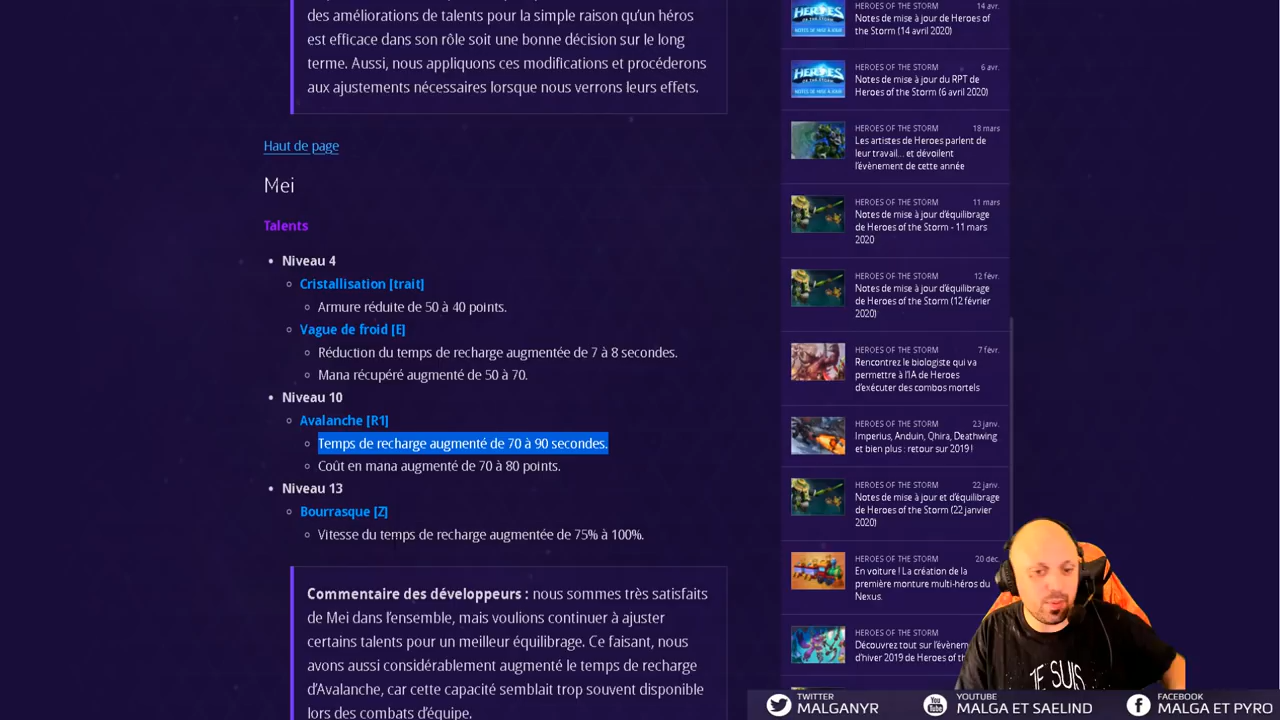 des améliorations de talents pour la simple raison qu'un héros
est efficace dans son rôle soit une bonne décision sur le long
terme. Aussi, nous appliquons ces modifications et procéderons
aux ajustements nécessaires lorsque nous verrons leurs effets.
Haut de page
Mei
Talents
Niveau 4
Cristallisation [trait]
Armure réduite de 50 à 40 points.
Vague de froid [E]
Réduction du temps de recharge augmentée de 7 à 8 secondes.
Mana récupéré augmenté de 50 à 70.
Niveau 10
Avalanche [R1]
Temps de recharge augmenté de 70 à 90 secondes.
Coût en mana augmenté de 70 à 80 points.
Niveau 13
Bourrasque [Z]
Vitesse du temps de recharge augmentée de 75% à 100%.
Commentaire des développeurs : nous sommes très satisfaits
de Mei dans l'ensemble, mais voulions continuer à ajuster
certains talents pour un meilleur équilibrage. Ce faisant, nous
avons aussi considérablement augmenté le temps de recharge
d'Avalanche, car cette capacité semblait trop souvent disponible
lors des combats d'équipe.
HEROES OF THE STORM 14 avr.
Notes de mise à jour de Heroes of
the Storm (14 avril 2020)
HEROES OF THE STORM 6 avr.
Notes de mise à jour du RPT de
Heroes of the Storm (6 avril 2020)
HEROES OF THE STORM 18 mars
Les artistes de Heroes parlent de
leur travail... et dévoilent
l'évènement de cette année
HEROES OF THE STORM 11 mars
Notes de mise à jour d'équilibrage
de Heroes of the Storm - 11 mars
2020
HEROES OF THE STORM 12 févr.
Notes de mise à jour d'équilibrage
de Heroes of the Storm (12 février
2020)
HEROES OF THE STORM 7 févr.
Rencontrez le biologiste qui va
permettre à l'IA de Heroes
d'exécuter des combos mortels
HEROES OF THE STORM 23 janv.
Imperius, Anduin, Qhira, Deathwing
et bien plus : retour sur 2019 !
HEROES OF THE STORM 22 janv.
Notes de mise à jour et d'équilibrage
de Heroes of the Storm (22 janvier
2020)
HEROES OF THE STORM 20 déc.
En voiture ! La création de la
première monture multi-héros du
Nexus.
HEROES OF THE STORM
Découvrez tout sur l'évènem
d'hiver 2019 de Heroes of th
JE SUIS
TWITTER
MALGANYR
YOUTUBE
MALGA ET SAELIND
FACEBOOK
MALGA ET PYRO